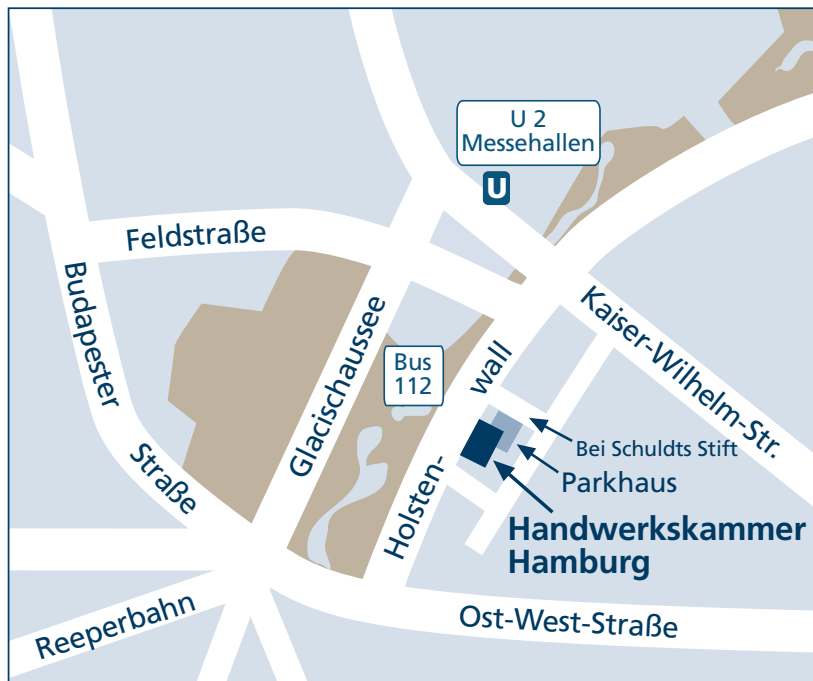 U 2
Messehallen
U
Feldstraße
Budapester
Straße
Glacischaussee
Bus
112
Holsten-
wall
Kaiser-Wilhelm-Str.
Bei Schuldts Stift
Parkhaus
Handwerkskammer
Hamburg
Ost-West-Straße
Reeperbahn